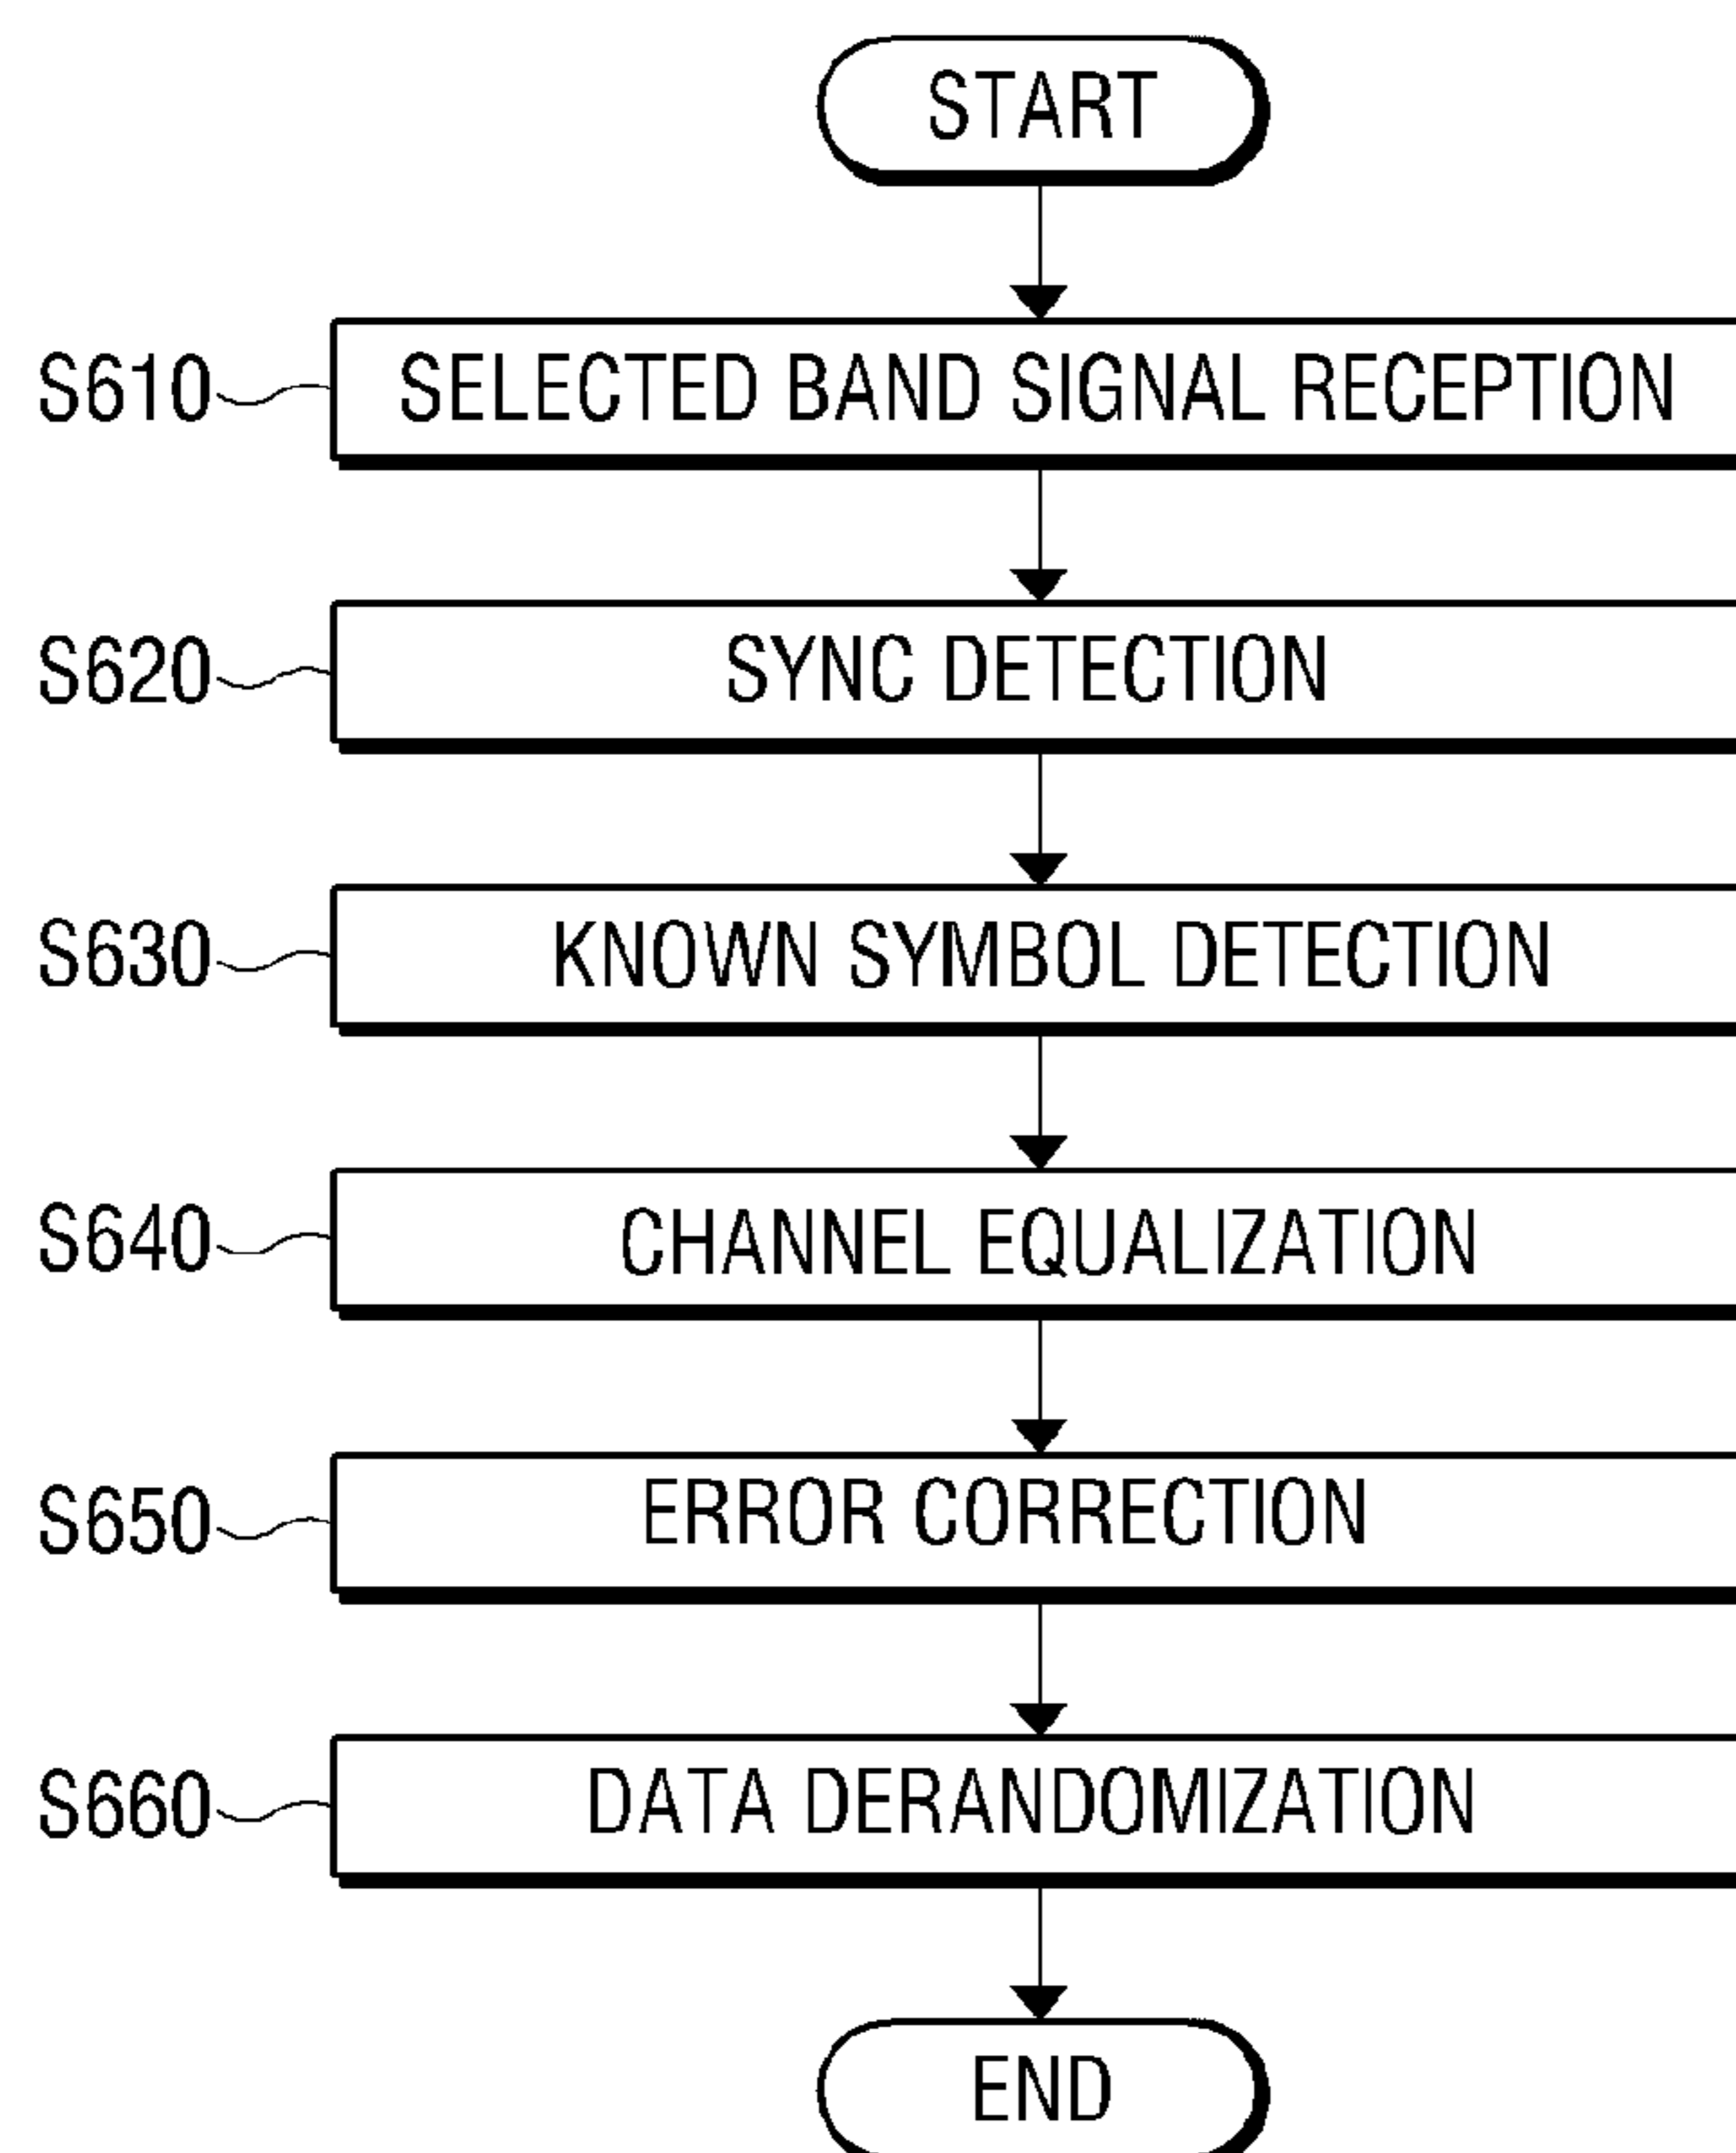 START
S610 SELECTED BAND SIGNAL RECEPTION
S620 SYNC DETECTION
S630 KNOWN SYMBOL DETECTION
S640 CHANNEL EQUALIZATION
S650 ERROR CORRECTION
S660 DATA DERANDOMIZATION
END